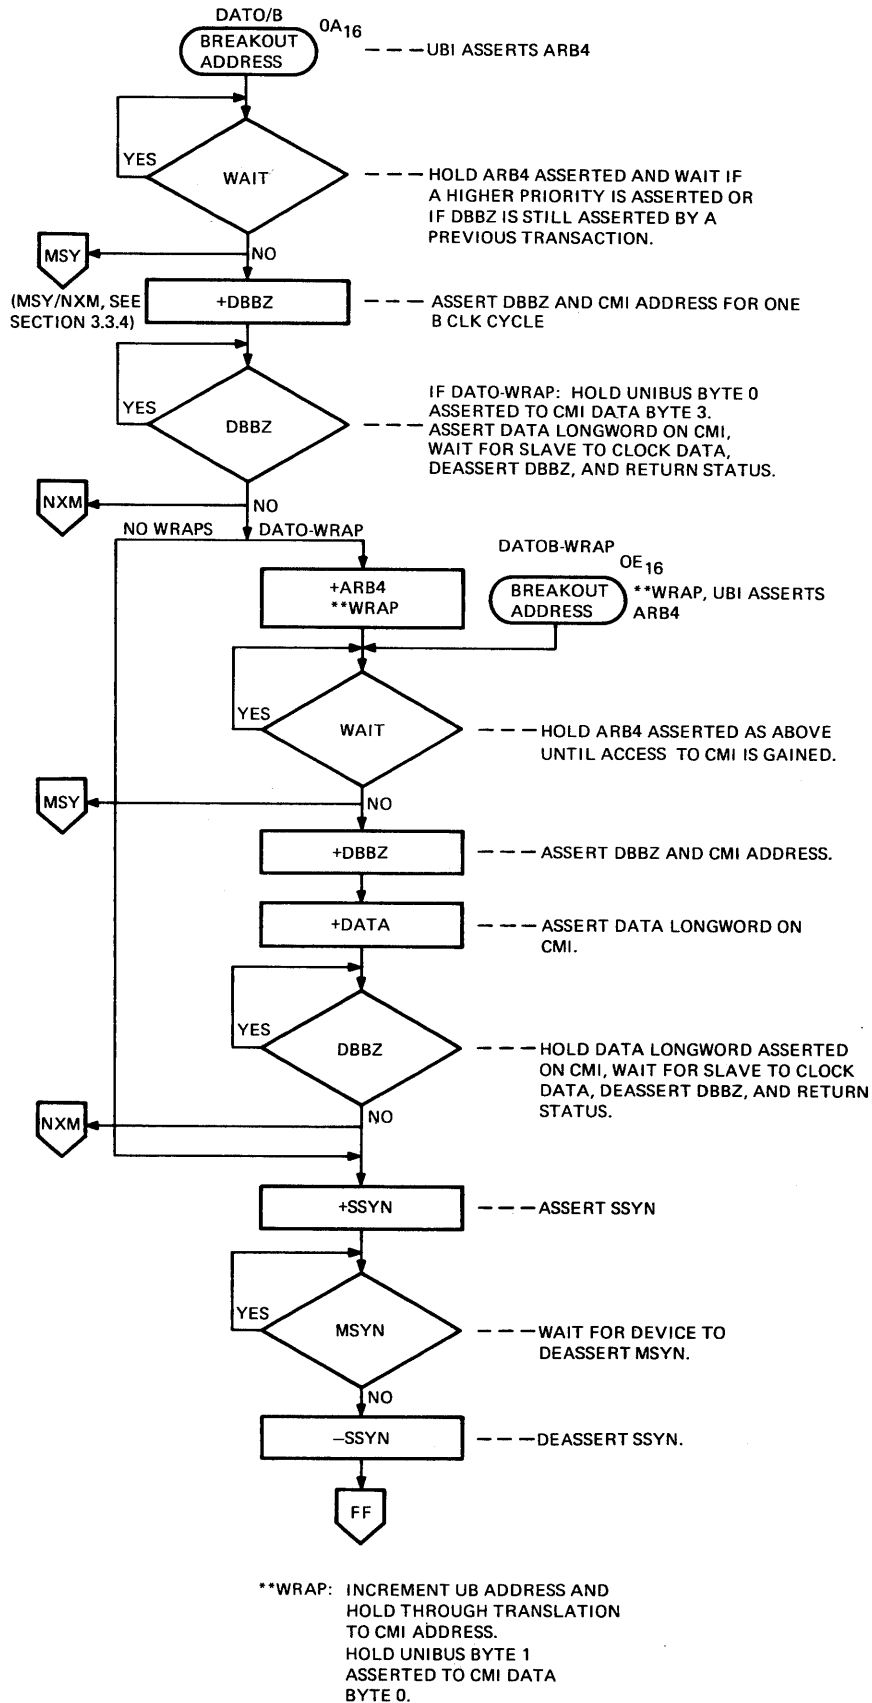 DATO/B
0A16
BREAKOUT
ADDRESS
UBI ASSERTS ARB4
YES
WAIT
HOLD ARB4 ASSERTED AND WAIT IF
A HIGHER PRIORITY IS ASSERTED OR
IF DBBZ IS STILL ASSERTED BY A
PREVIOUS TRANSACTION.
MSY
NO
(MSY/NXM, SEE
SECTION 3.3.4)
+DBBZ
ASSERT DBBZ AND CMI ADDRESS FOR ONE
B CLK CYCLE
YES
DBBZ
IF DATO-WRAP: HOLD UNIBUS BYTE 0
ASSERTED TO CMI DATA BYTE 3.
ASSERT DATA LONGWORD ON CMI,
WAIT FOR SLAVE TO CLOCK DATA,
DEASSERT DBBZ, AND RETURN STATUS.
NXM
NO
NO WRAPS
DATO-WRAP
DATOB-WRAP
OE16
+ARB4
**WRAP
BREAKOUT
ADDRESS
**WRAP, UBI ASSERTS
ARB4
YES
WAIT
HOLD ARB4 ASSERTED AS ABOVE
UNTIL ACCESS TO CMI IS GAINED.
MSY
NO
+DBBZ
ASSERT DBBZ AND CMI ADDRESS.
+DATA
ASSERT DATA LONGWORD ON
CMI.
YES
DBBZ
HOLD DATA LONGWORD ASSERTED
ON CMI, WAIT FOR SLAVE TO CLOCK
DATA, DEASSERT DBBZ, AND RETURN
STATUS.
NXM
NO
+SSYN
ASSERT SSYN
YES
MSYN
WAIT FOR DEVICE TO
DEASSERT MSYN.
NO
−SSYN
DEASSERT SSYN.
FF
**WRAP: INCREMENT UB ADDRESS AND
HOLD THROUGH TRANSLATION
TO CMI ADDRESS.
HOLD UNIBUS BYTE 1
ASSERTED TO CMI DATA
BYTE 0.